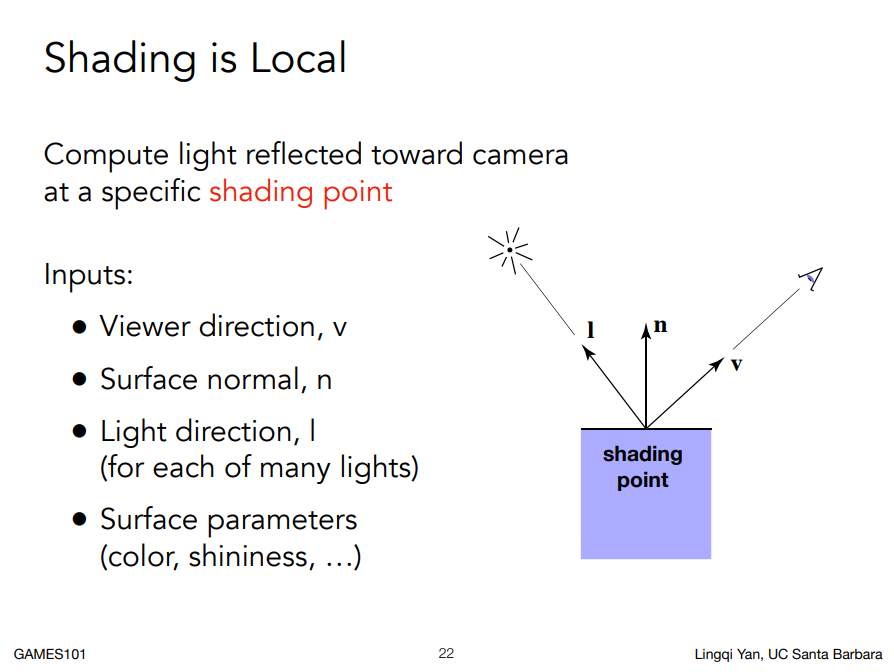 Shading is Local
Compute light reflected toward camera
at a specific shading point
Inputs:
• Viewer direction, v
• Surface normal, n
• Light direction, l
(for each of many lights)
• Surface parameters
(color, shininess, …)
l
n
v
shading
point
GAMES101
22
Lingqi Yan, UC Santa Barbara